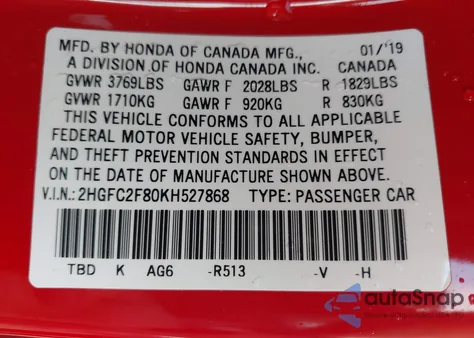 MFD. BY HONDA OF CANADA MFG., 01/'19
A DIVISION OF HONDA CANADA INC. CANADA
GVWR 3769LBS GAWR F 2028LBS R 1829LBS
GVWR 1710KG GAWR F 920KG R 830KG
THIS VEHICLE CONFORMS TO ALL APPLICABLE
FEDERAL MOTOR VEHICLE SAFETY, BUMPER,
AND THEFT PREVENTION STANDARDS IN EFFECT
ON THE DATE OF MANUFACTURE SHOWN ABOVE.
V.I.N.: 2HGFC2F80KH527868 TYPE: PASSENGER CAR
TBD K AG6 -R513 -V -H
autoSnap